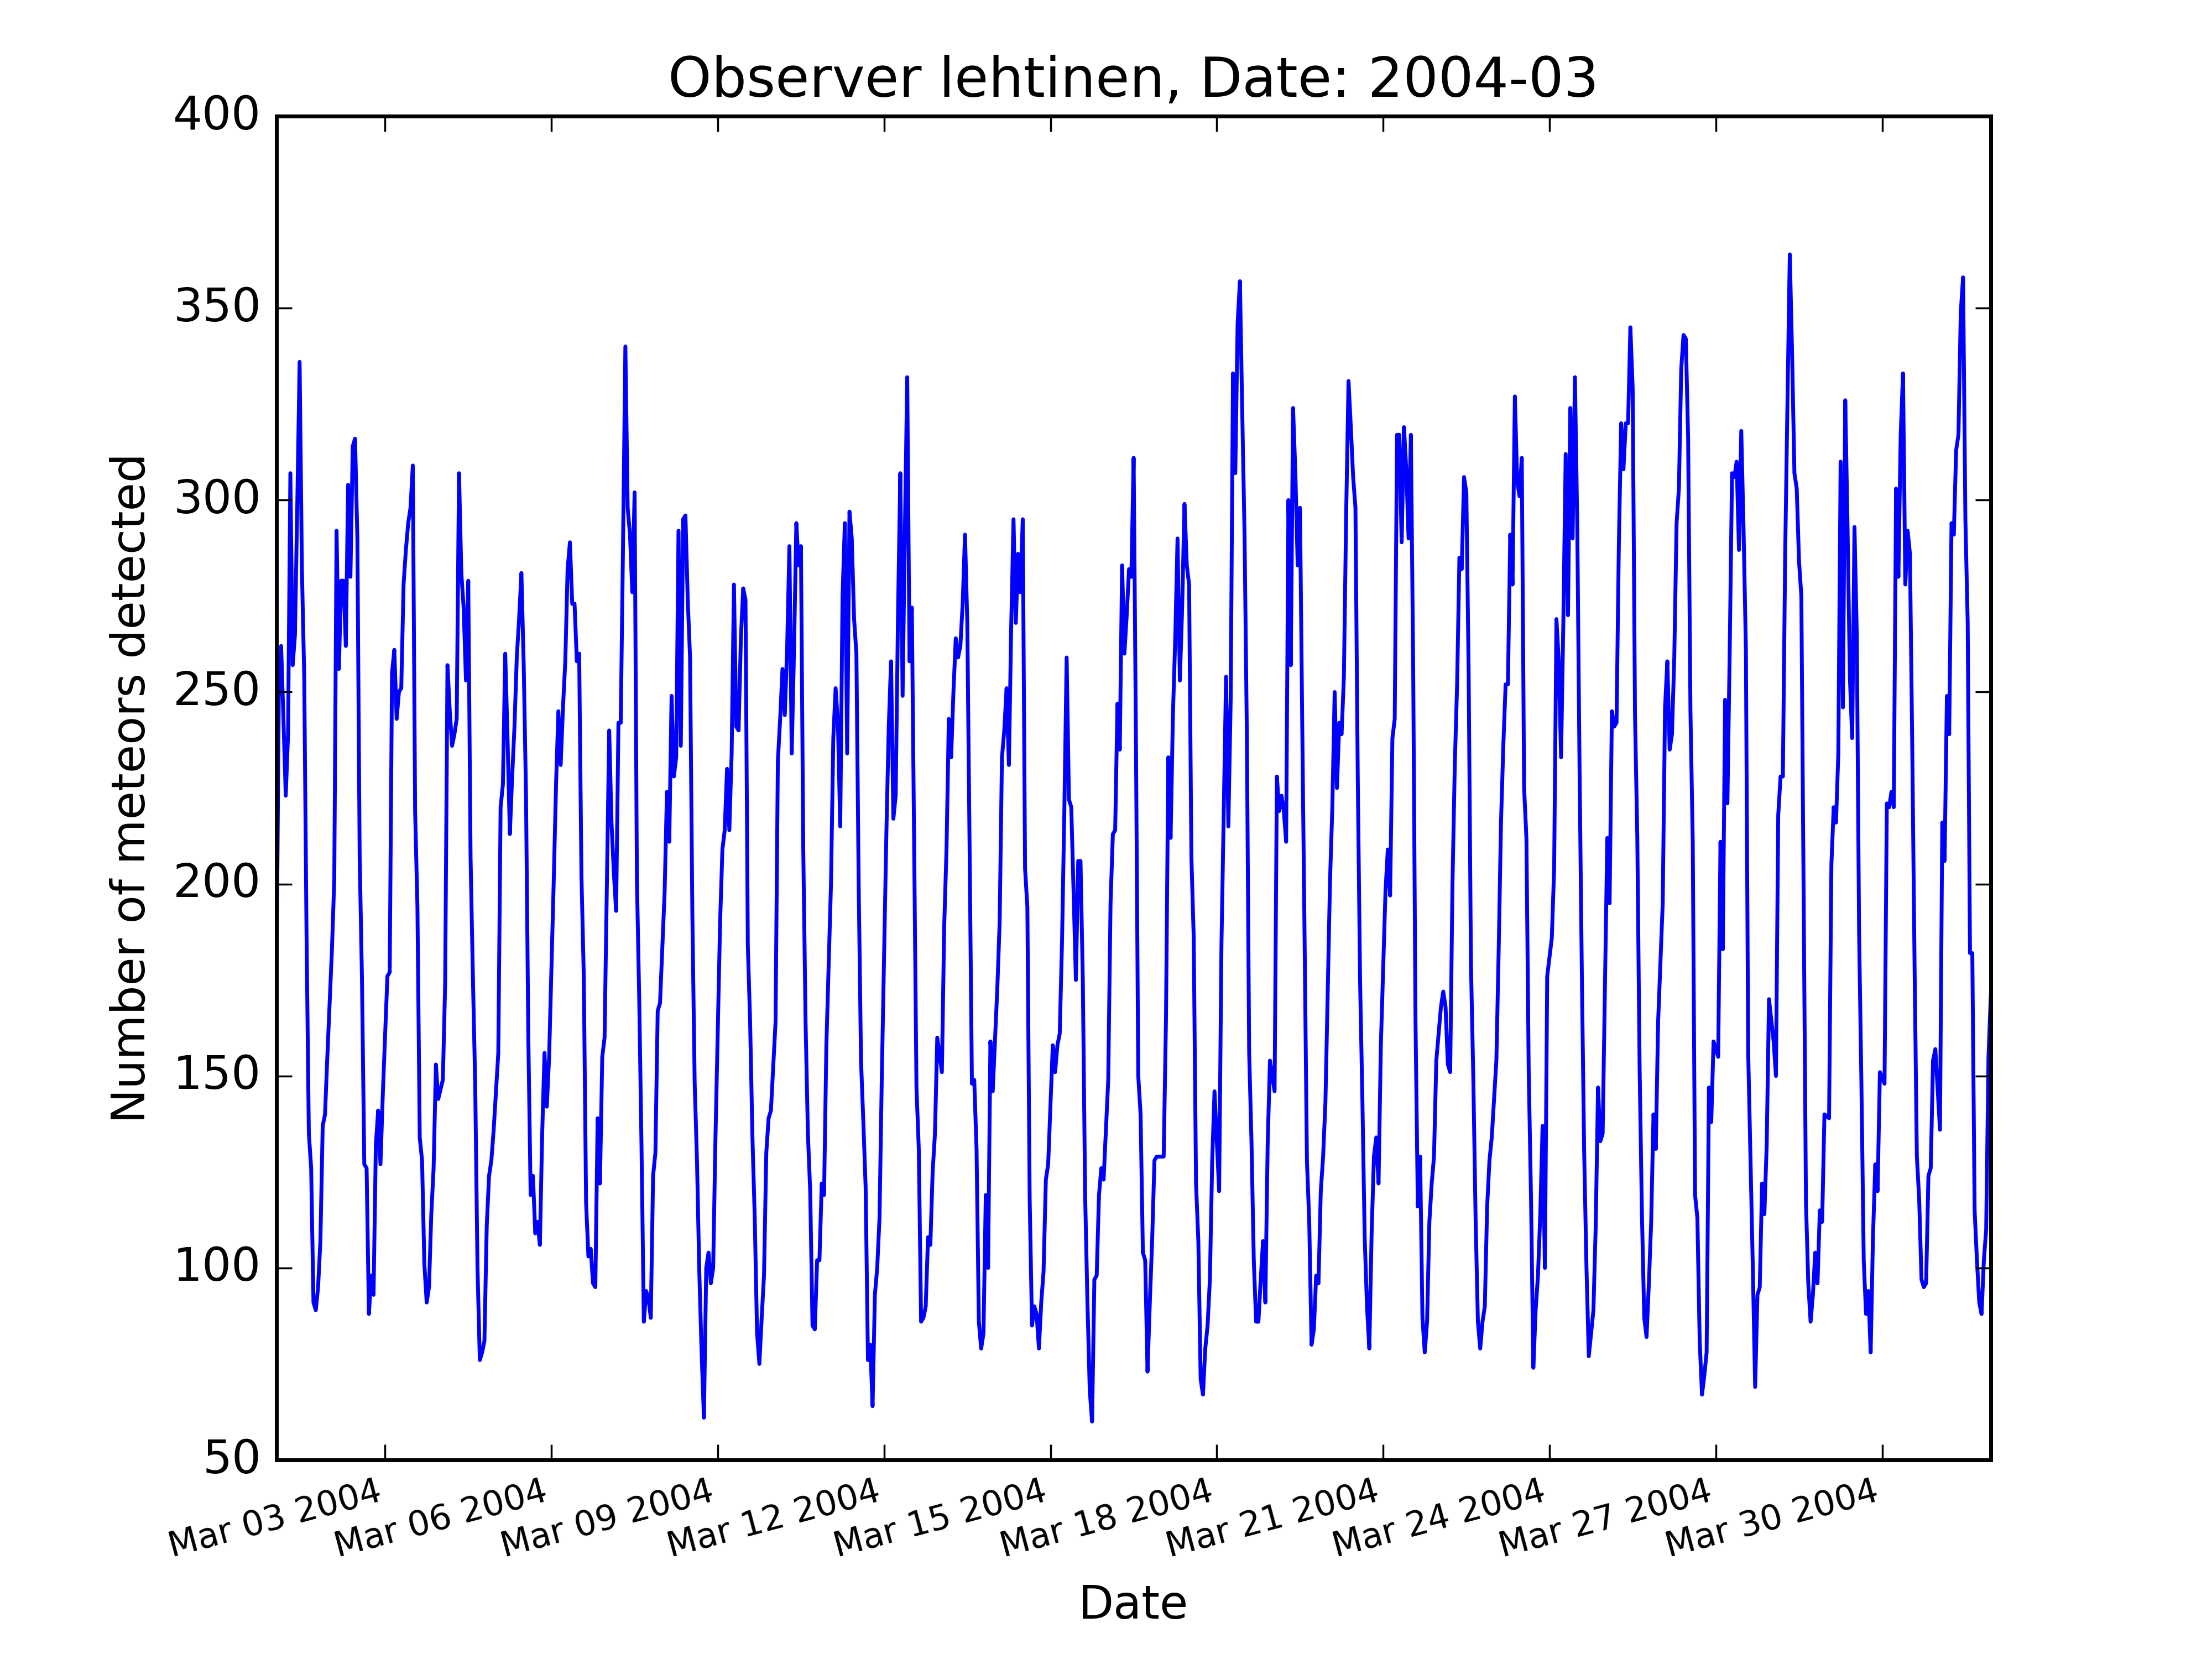 Observer lehtinen, Date: 2004-03
400
350
300
250
200
150
100
50
Number of meteors detected
Mar 03 2004
Mar 06 2004
Mar 09 2004
Mar 12 2004
Mar 15 2004
Mar 18 2004
Mar 21 2004
Mar 24 2004
Mar 27 2004
Mar 30 2004
Date